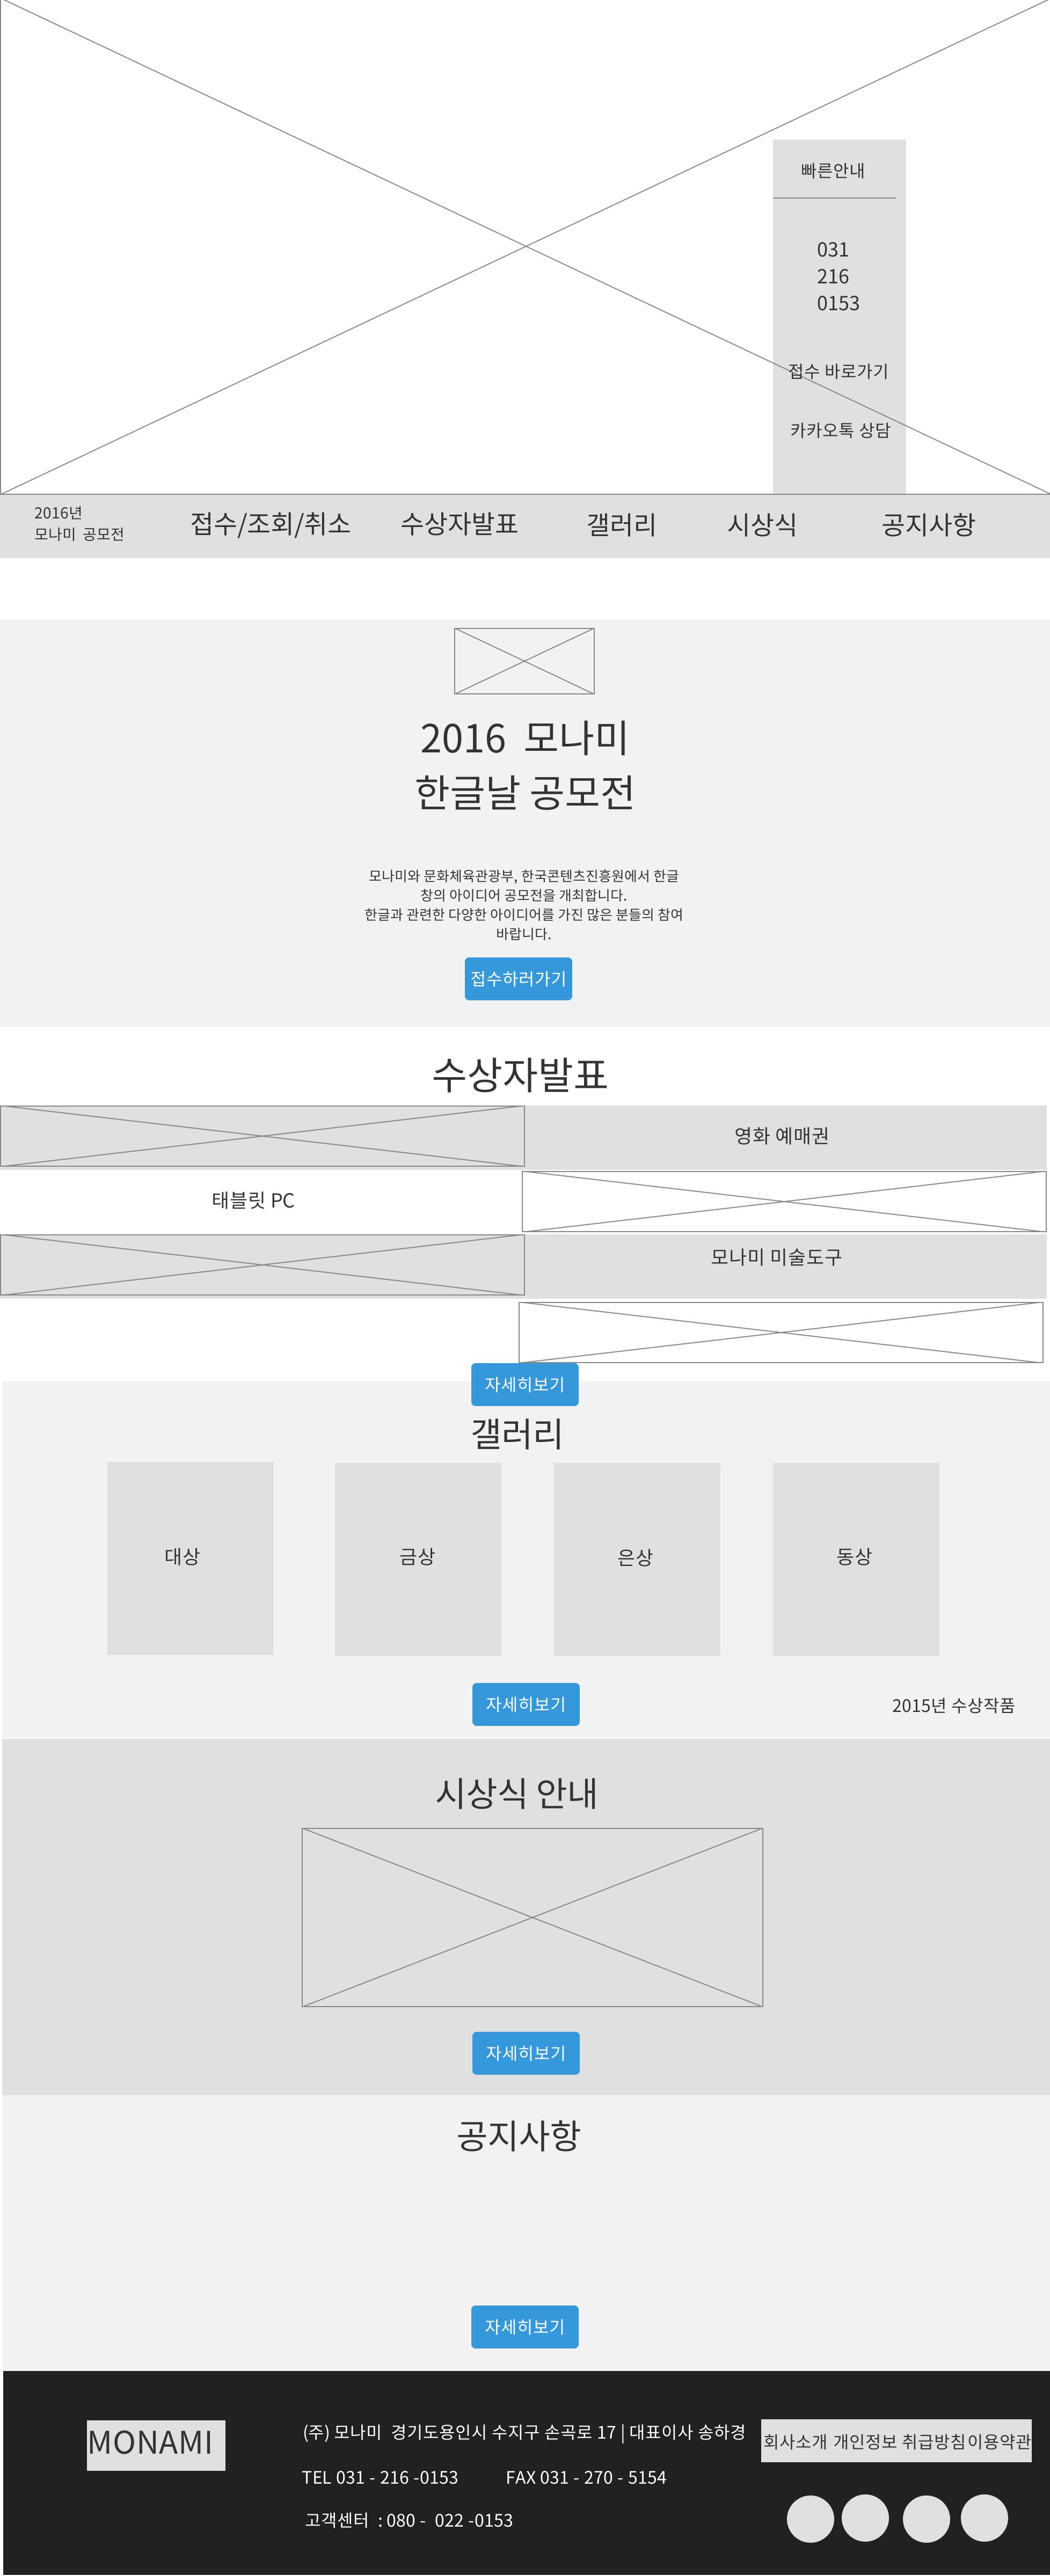 빠른안내
031
216
0153
접수 바로가기
카카오톡 상담
2016년
모나미 공모전
접수/조회/취소
수상자발표
갤러리
시상식
공지사항
2016 모나미
한글날 공모전
모나미와 문화체육관광부, 한국콘텐츠진흥원에서 한글
창의 아이디어 공모전을 개최합니다.
한글과 관련한 다양한 아이디어를 가진 많은 분들의 참여
바랍니다.
접수하러가기
수상자발표
영화 예매권
태블릿 PC
모나미 미술도구
자세히보기
갤러리
대상
금상
은상
동상
자세히보기
2015년 수상작품
시상식 안내
자세히보기
공지사항
자세히보기
MONAMI
(주) 모나미 경기도용인시 수지구 손곡로 17 | 대표이사 송하경
회사소개 개인정보 취급방침이용약관
TEL 031 - 216 -0153 FAX 031 - 270 - 5154
고객센터 : 080 - 022 -0153